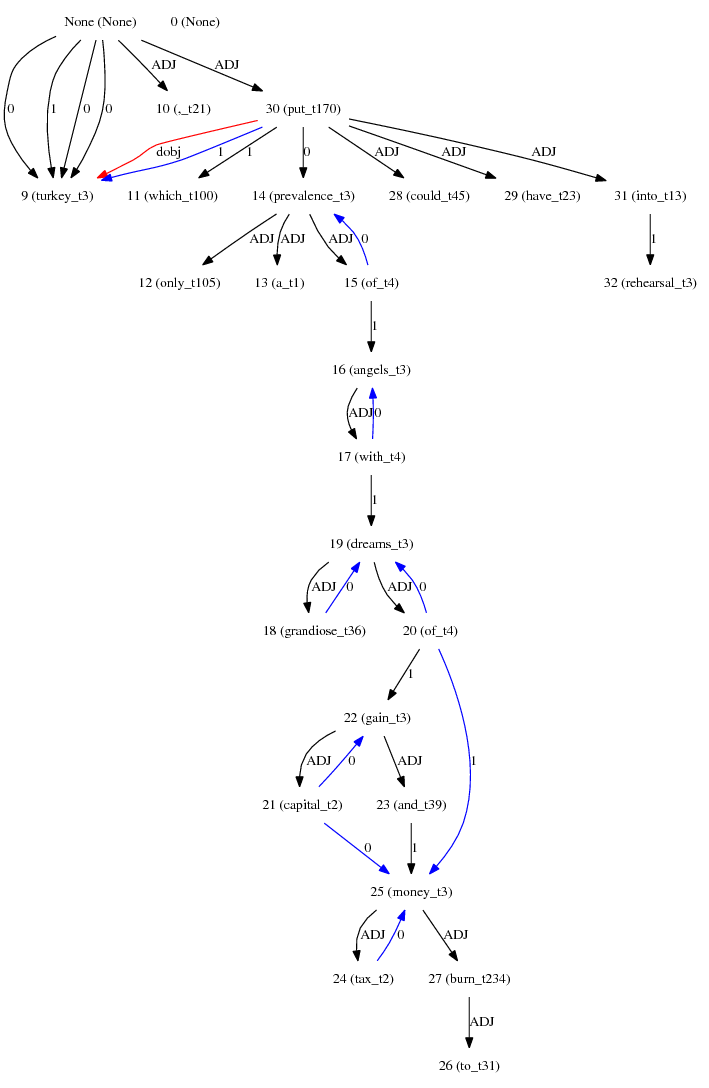 None (None) 0 (None)
ADJ ADJ
0 1 0 0 10 (,_t21) 30 (put_t170)
dobj 1 1 0 ADJ ADJ ADJ
9 (turkey_t3) 11 (which_t100) 14 (prevalence_t3) 28 (could_t45) 29 (have_t23) 31 (into_t13)
ADJ ADJ ADJ 0 1
12 (only_t105) 13 (a_t1) 15 (of_t4) 32 (rehearsal_t3)
1
16 (angels_t3)
ADJ 0
17 (with_t4)
1
19 (dreams_t3)
ADJ 0 ADJ 0
18 (grandiose_t36) 20 (of_t4)
1
22 (gain_t3)
ADJ 0 ADJ 1
21 (capital_t2) 23 (and_t39)
0 1
25 (money_t3)
ADJ 0 ADJ
24 (tax_t2) 27 (burn_t234)
ADJ
26 (to_t31)